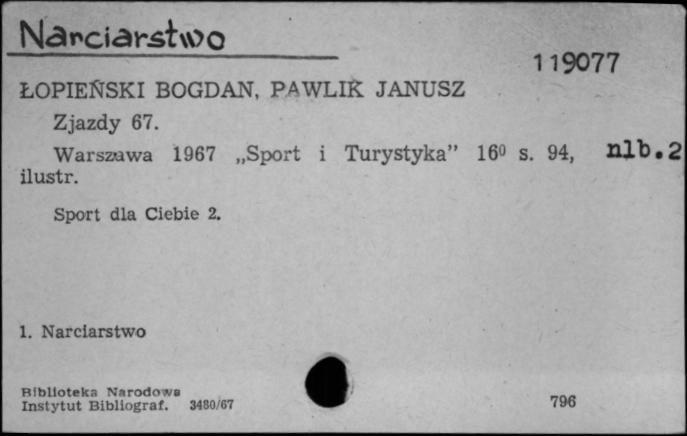 Narciarstwo
119077
ŁOPIEŃSKI BOGDAN, PAWLIK JANUSZ
Zjazdy 67.
Warszawa 1967 „Sport i Turystyka” 16⁰ s. 94, nlb.2
ilustr.
Sport dla Ciebie 2.
1. Narciarstwo
Biblioteka Narodowa
Instytut Bibliograf. 3480/67
796